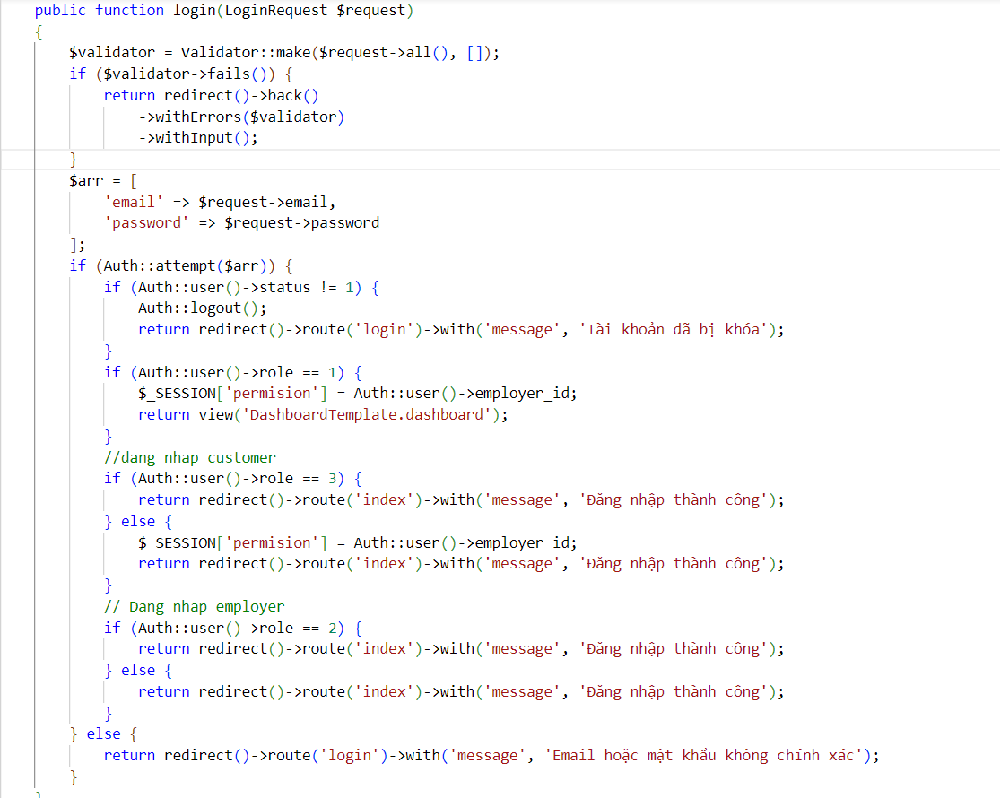 public function login(LoginRequest $request)
{
    $validator = Validator::make($request->all(), []);
    if ($validator->fails()) {
        return redirect()->back()
            ->withErrors($validator)
            ->withInput();
    }
    $arr = [
        'email' => $request->email,
        'password' => $request->password
    ];
    if (Auth::attempt($arr)) {
        if (Auth::user()->status != 1) {
            Auth::logout();
            return redirect()->route('login')->with('message', 'Tài khoản đã bị khóa');
        }
        if (Auth::user()->role == 1) {
            $_SESSION['permision'] = Auth::user()->employer_id;
            return view('DashboardTemplate.dashboard');
        }
        //dang nhap customer
        if (Auth::user()->role == 3) {
            return redirect()->route('index')->with('message', 'Đăng nhập thành công');
        } else {
            $_SESSION['permision'] = Auth::user()->employer_id;
            return redirect()->route('index')->with('message', 'Đăng nhập thành công');
        }
        // Dang nhap employer
        if (Auth::user()->role == 2) {
            return redirect()->route('index')->with('message', 'Đăng nhập thành công');
        } else {
            return redirect()->route('index')->with('message', 'Đăng nhập thành công');
        }
    } else {
        return redirect()->route('login')->with('message', 'Email hoặc mật khẩu không chính xác');
    }
}